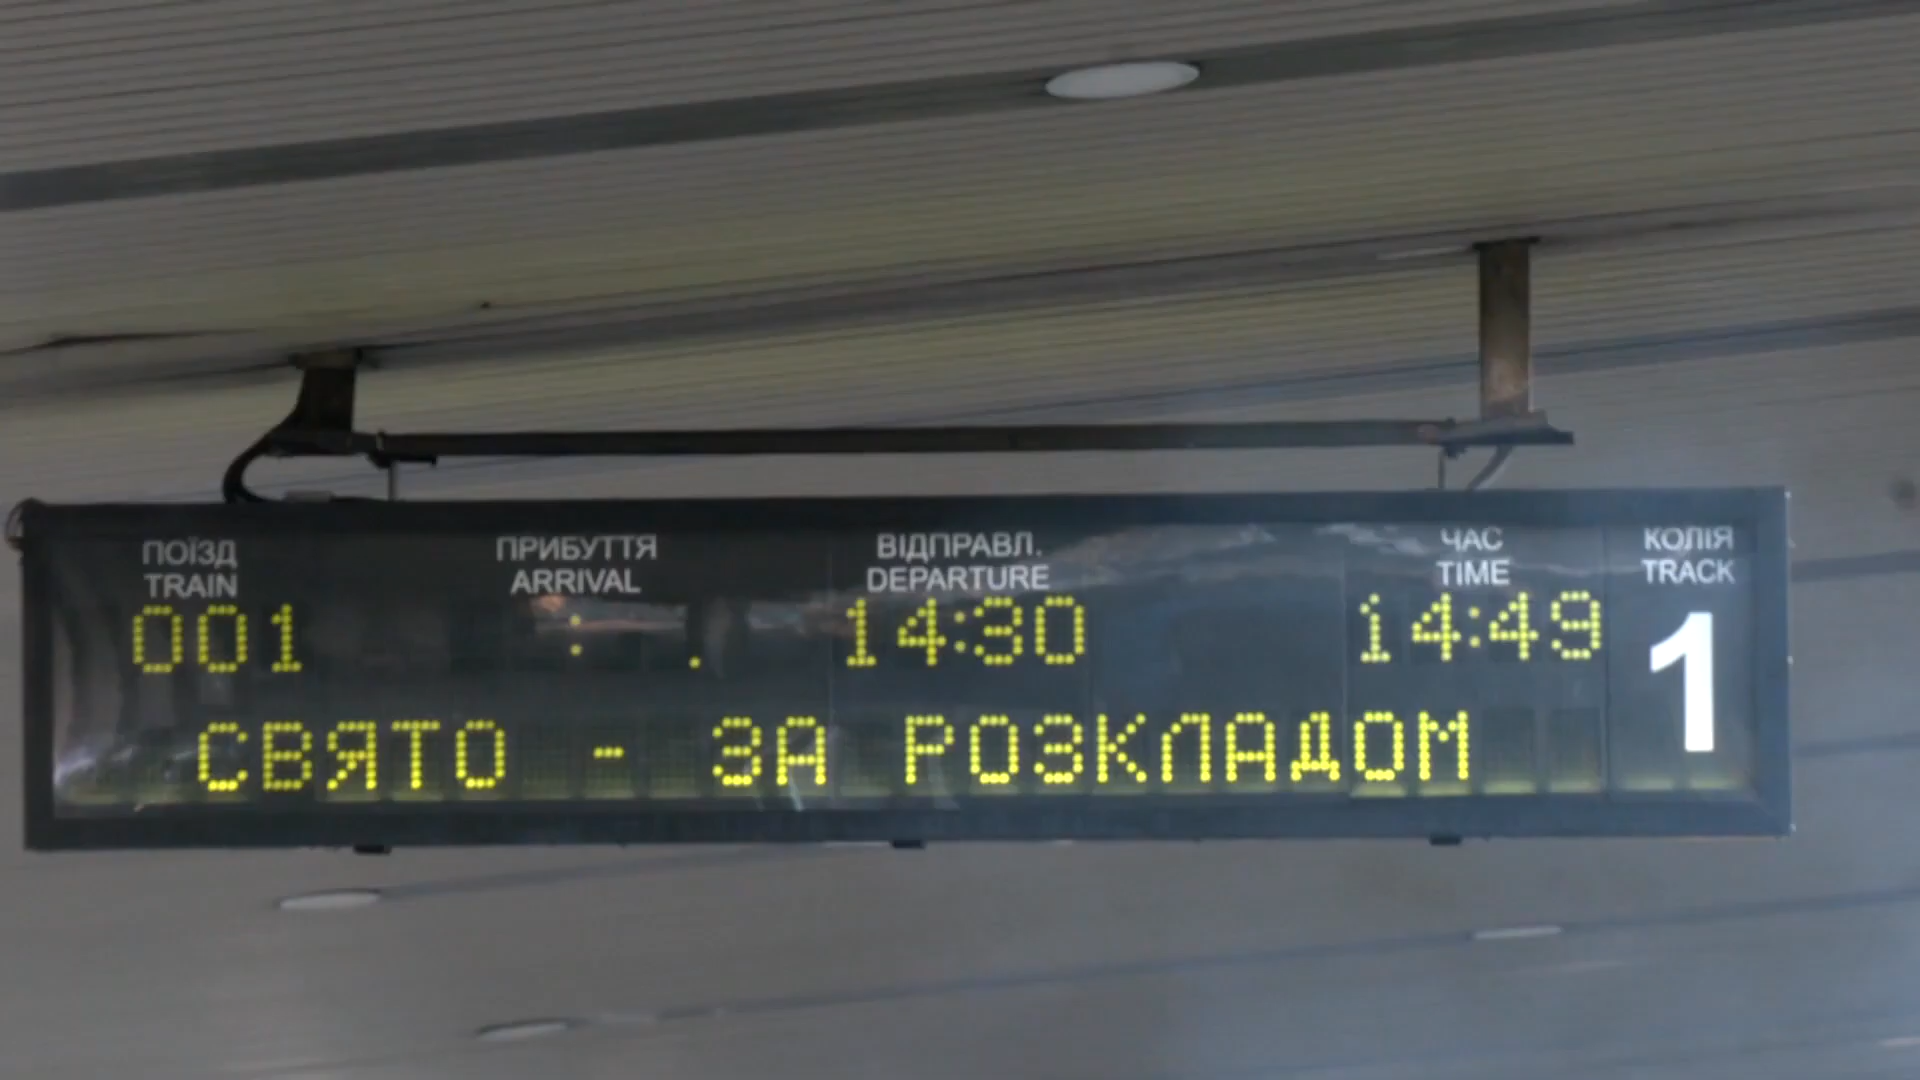 ПОЇЗД ПРИБУТТЯ ВІДПРАВЛ. ЧАС КОЛІЯ
TRAIN ARRIVAL DEPARTURE TIME TRACK
001 : . 14:30 14:49 1
СВЯТО - ЗА РОЗКЛАДОМ